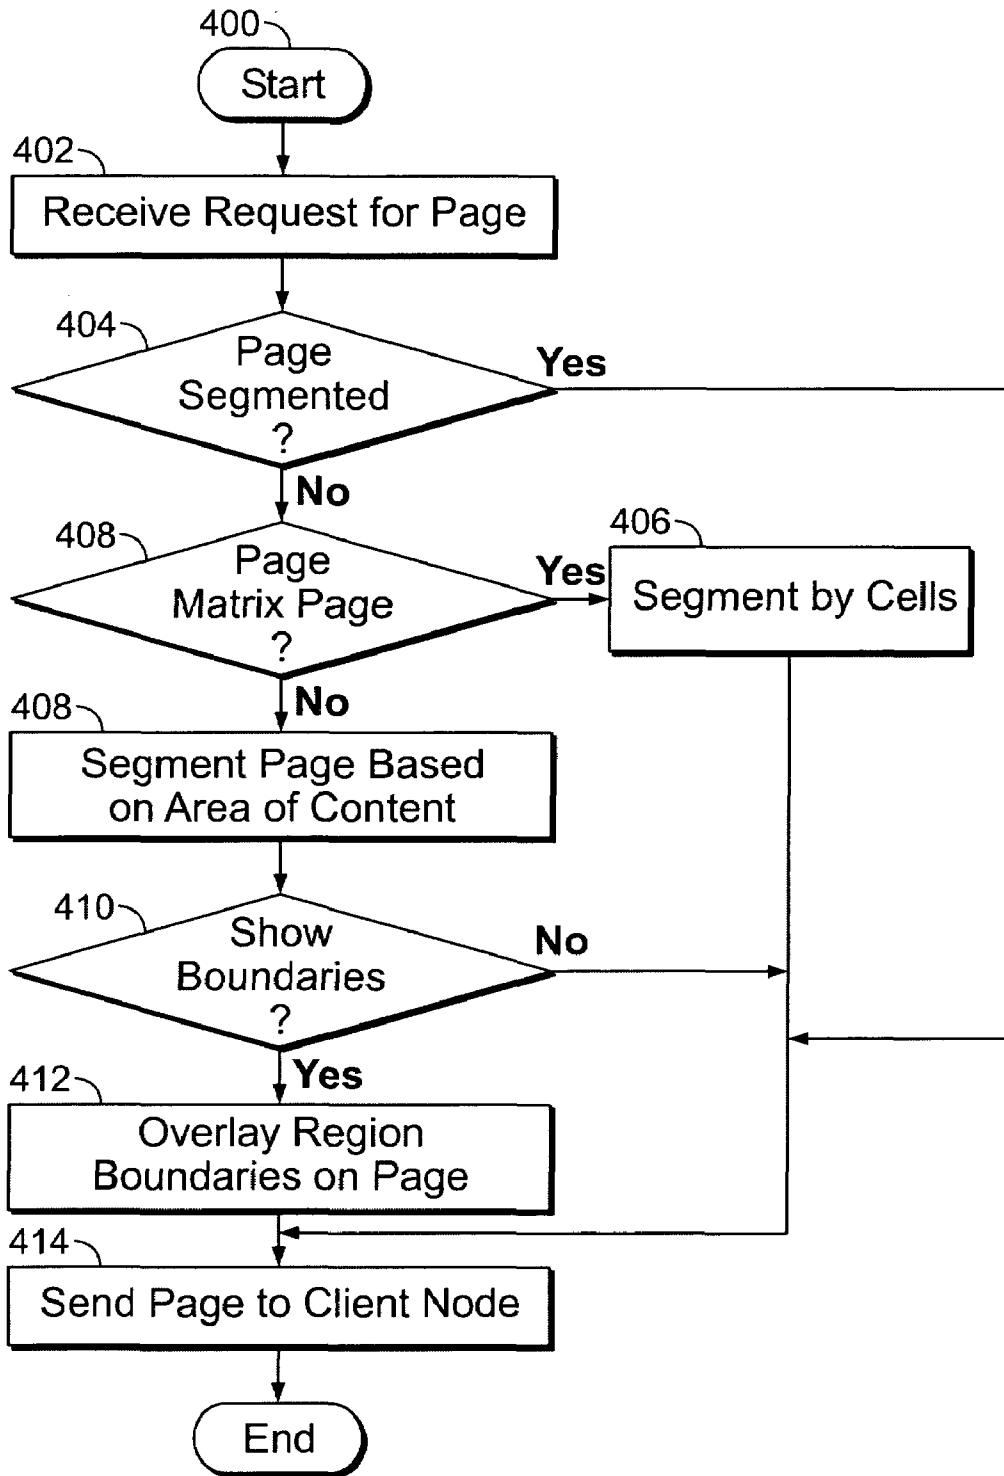 400
Start
402
Receive Request for Page
404
Page
Segmented
?
Yes
No
408
Page
Matrix Page
?
Yes
406
Segment by Cells
No
408
Segment Page Based
on Area of Content
410
Show
Boundaries
?
No
Yes
412
Overlay Region
Boundaries on Page
414
Send Page to Client Node
End